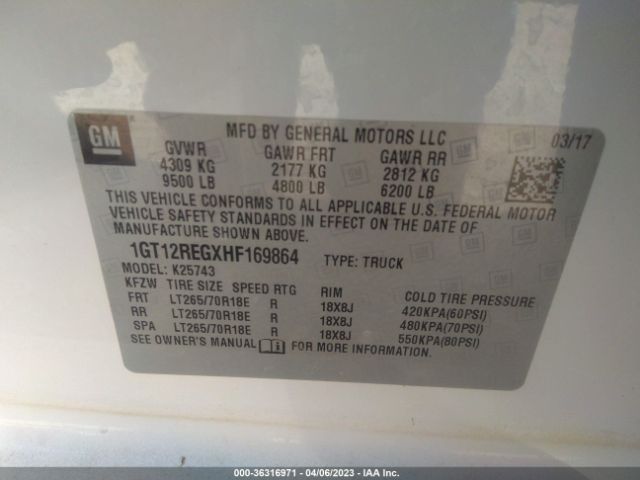 GM
MFD BY GENERAL MOTORS LLC 03/17
GVWR GAWR FRT GAWR RR
4309 KG 2177 KG 2812 KG
9500 LB 4800 LB 6200 LB
THIS VEHICLE CONFORMS TO ALL APPLICABLE U.S. FEDERAL MOTOR
VEHICLE SAFETY STANDARDS IN EFFECT ON THE DATE OF
MANUFACTURE SHOWN ABOVE.
1GT12REGXHF169864 TYPE: TRUCK
MODEL: K25743
KFZW TIRE SIZE SPEED RTG RIM COLD TIRE PRESSURE
FRT LT265/70R18E R 18X8J 420KPA(60PSI)
RR LT265/70R18E R 18X8J 480KPA(70PSI)
SPA LT265/70R18E R 18X8J 550KPA(80PSI)
SEE OWNER'S MANUAL FOR MORE INFORMATION.
000-36316971 - 04/06/2023 - IAA Inc.